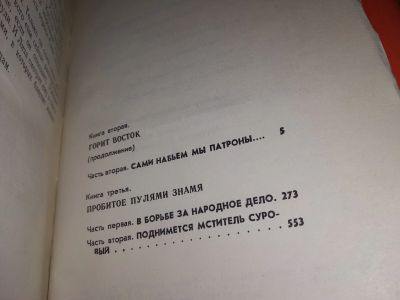 Книга вторая.
ГОРИТ ВОСТОК
(продолжение)
Часть вторая. САМИ НАБЬЕМ МЫ ПАТРОНЫ.... 5
Книга третья.
ПРОБИТОЕ ПУЛЯМИ ЗНАМЯ
Часть первая. В БОРЬБЕ ЗА НАРОДНОЕ ДЕЛО. 273
Часть вторая. ПОДНИМЕТСЯ МСТИТЕЛЬ СУРО-
ВЫЙ . . . . . . . . . . . . . . . 553